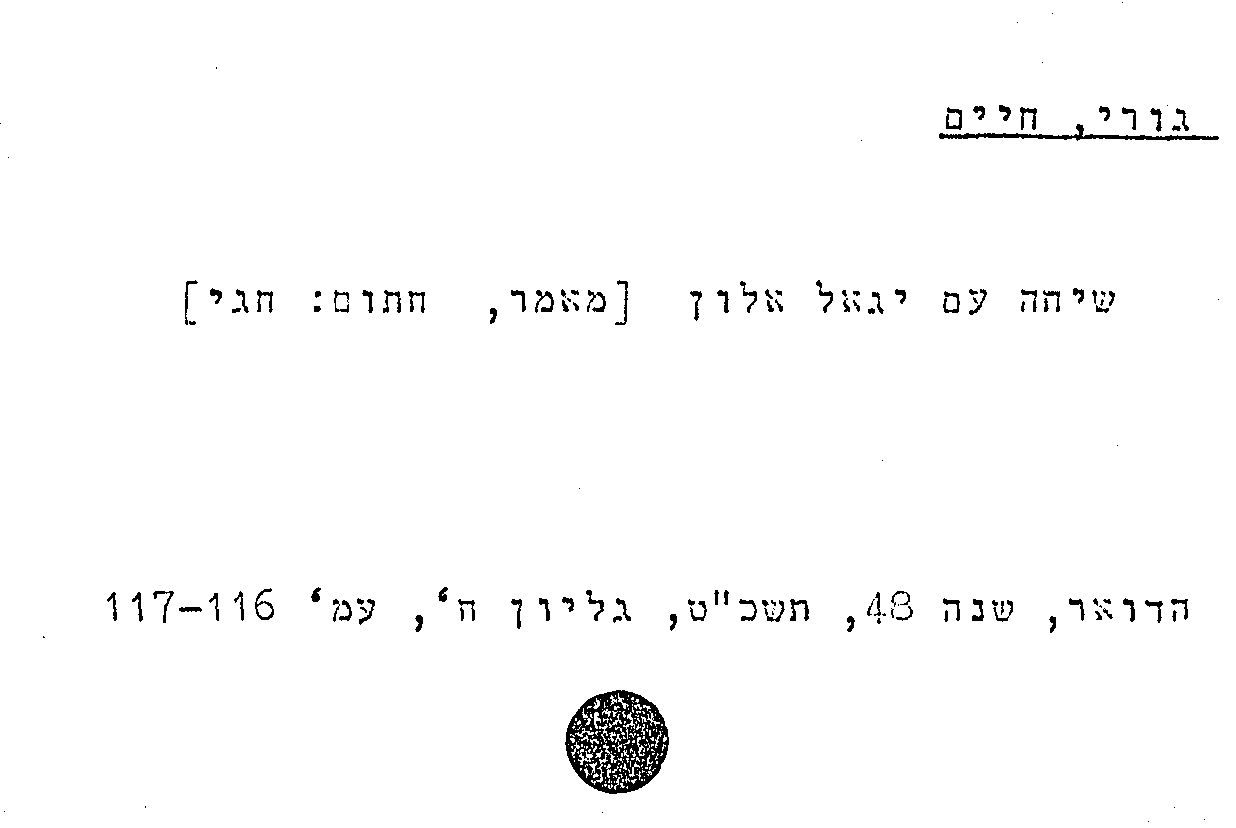 גורי, חיים
שיחה עם יגאל אלון [מאמר, חתום: חגי]
הדואר, שנה 48, תשכ"ט, גליון ח', עמ' 117-116